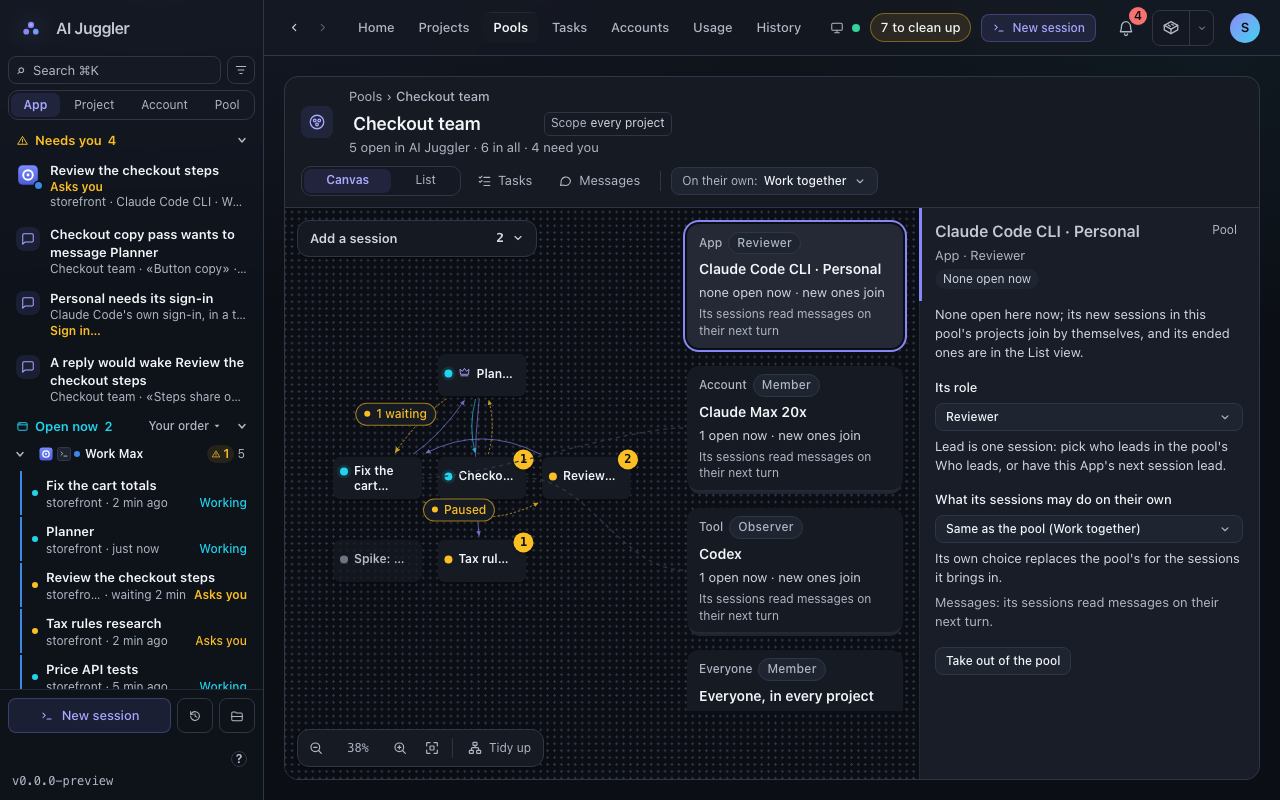 AI Juggler
Home
Projects
Pools
Tasks
Accounts
Usage
History
7 to clean up
New session
4
S
Search ⌘K
App
Project
Account
Pool
Needs you 4
Review the checkout steps
Asks you
storefront · Claude Code CLI · W...
Checkout copy pass wants to
message Planner
Checkout team · «Button copy» ·...
Personal needs its sign-in
Claude Code's own sign-in, in a t...
Sign in...
A reply would wake Review the
checkout steps
Checkout team · «Steps share o...
Open now 2
Your order
Work Max
1
5
Fix the cart totals
storefront · 2 min ago
Working
Planner
storefront · just now
Working
Review the checkout steps
storefro... · waiting 2 min
Asks you
Tax rules research
storefront · 2 min ago
Asks you
Price API tests
storefront · 5 min ago
Working
New session
?
v0.0.0-preview
Pools › Checkout team
Checkout team
Scope every project
5 open in AI Juggler · 6 in all · 4 need you
Canvas
List
Tasks
Messages
On their own: Work together
Add a session
2
Plan...
1 waiting
Fix the
cart...
Checko...
1
Review...
2
Paused
Spike: ...
Tax rul...
1
App
Reviewer
Claude Code CLI · Personal
none open now · new ones join
Its sessions read messages on
their next turn
Account
Member
Claude Max 20x
1 open now · new ones join
Its sessions read messages on
their next turn
Tool
Observer
Codex
1 open now · new ones join
Its sessions read messages on
their next turn
Everyone
Member
Everyone, in every project
38%
Tidy up
Claude Code CLI · Personal
Pool
App · Reviewer
None open now
None open here now; its new sessions in this
pool's projects join by themselves, and its ended
ones are in the List view.
Its role
Reviewer
Lead is one session: pick who leads in the pool's
Who leads, or have this App's next session lead.
What its sessions may do on their own
Same as the pool (Work together)
Its own choice replaces the pool's for the sessions
it brings in.
Messages: its sessions read messages on their
next turn.
Take out of the pool